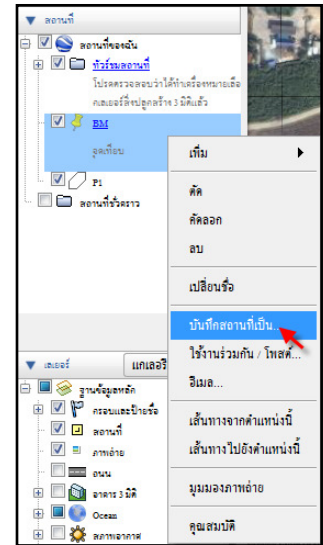 สถานที่
สถานที่ของฉัน
ทัวร์ชมสถานที่
โปรดตรวจสอบว่าได้ทำเครื่องหมายเลือ
กเลเยอร์สิ่งปลูกสร้าง 3 มิติแล้ว
BM
จุดเทียบ
P1
สถานที่ชั่วคราว
เพิ่ม
ตัด
คัดลอก
ลบ
เปลี่ยนชื่อ
บันทึกสถานที่เป็น...
ใช้งานร่วมกัน / โพสต์...
อีเมล...
เส้นทางจากตำแหน่งนี้
เส้นทางไปยังตำแหน่งนี้
มุมมองภาพถ่าย
คุณสมบัติ
เลเยอร์
แกลเลอรี
ฐานข้อมูลหลัก
กรอบและป้ายชื่อ
สถานที่
ภาพถ่าย
ถนน
อาคาร 3 มิติ
Ocean
สภาพอากาศ